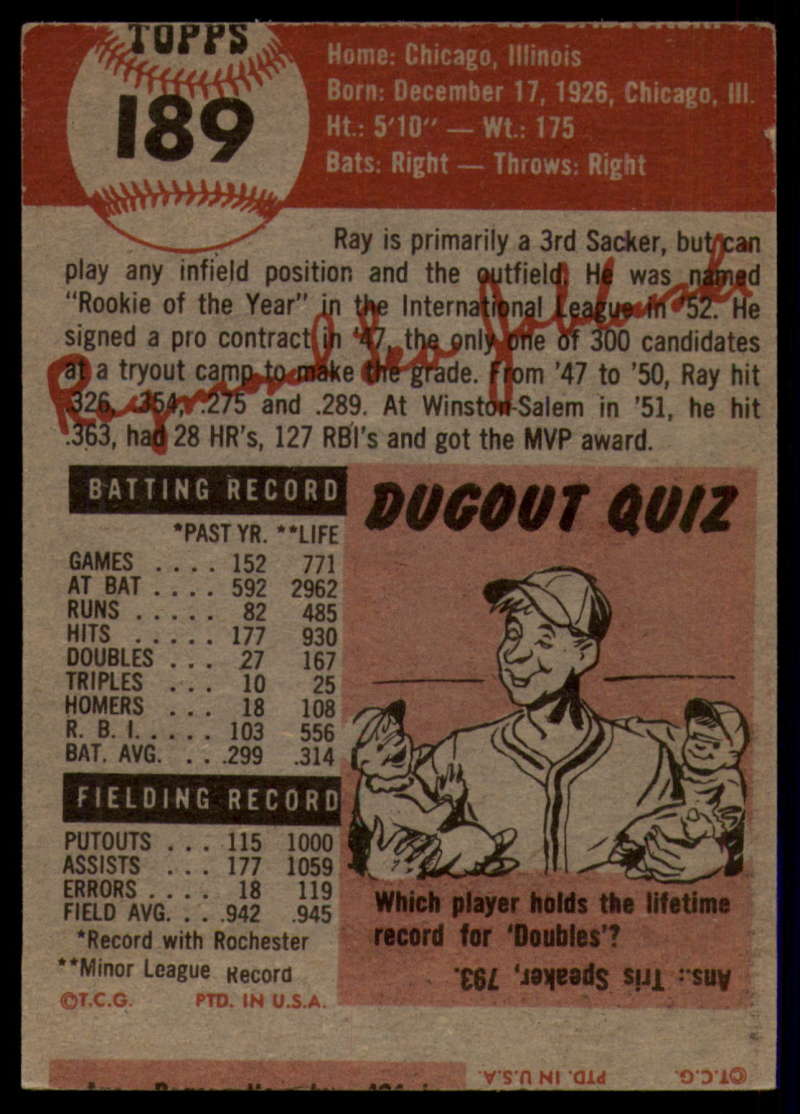 TOPPS
189
Home: Chicago, Illinois
Born: December 17, 1926, Chicago, Ill.
Ht.: 5'10" — Wt.: 175
Bats: Right — Throws: Right
Ray is primarily a 3rd Sacker, but can
play any infield position and the outfield. He was named
"Rookie of the Year" in the International League in '52. He
signed a pro contract in '47, the only one of 300 candidates
at a tryout camp to make the grade. From '47 to '50, Ray hit
.326, .354, .275 and .289. At Winston-Salem in '51, he hit
.363, had 28 HR's, 127 RBI's and got the MVP award.
BATTING RECORD
*PAST YR. **LIFE
GAMES .... 152 771
AT BAT .... 592 2962
RUNS ..... 82 485
HITS ..... 177 930
DOUBLES ... 27 167
TRIPLES ... 10 25
HOMERS ... 18 108
R. B. I. .... 103 556
BAT. AVG. ...299 .314
FIELDING RECORD
PUTOUTS ... 115 1000
ASSISTS ... 177 1059
ERRORS .... 18 119
FIELD AVG. ...942 .945
*Record with Rochester
**Minor League Record
©T.C.G. PTD. IN U.S.A.
DUGOUT QUIZ
Which player holds the lifetime
record for 'Doubles'?
Ans.: Tris Speaker, 793.
©T.C.G. PTD. IN U.S.A.